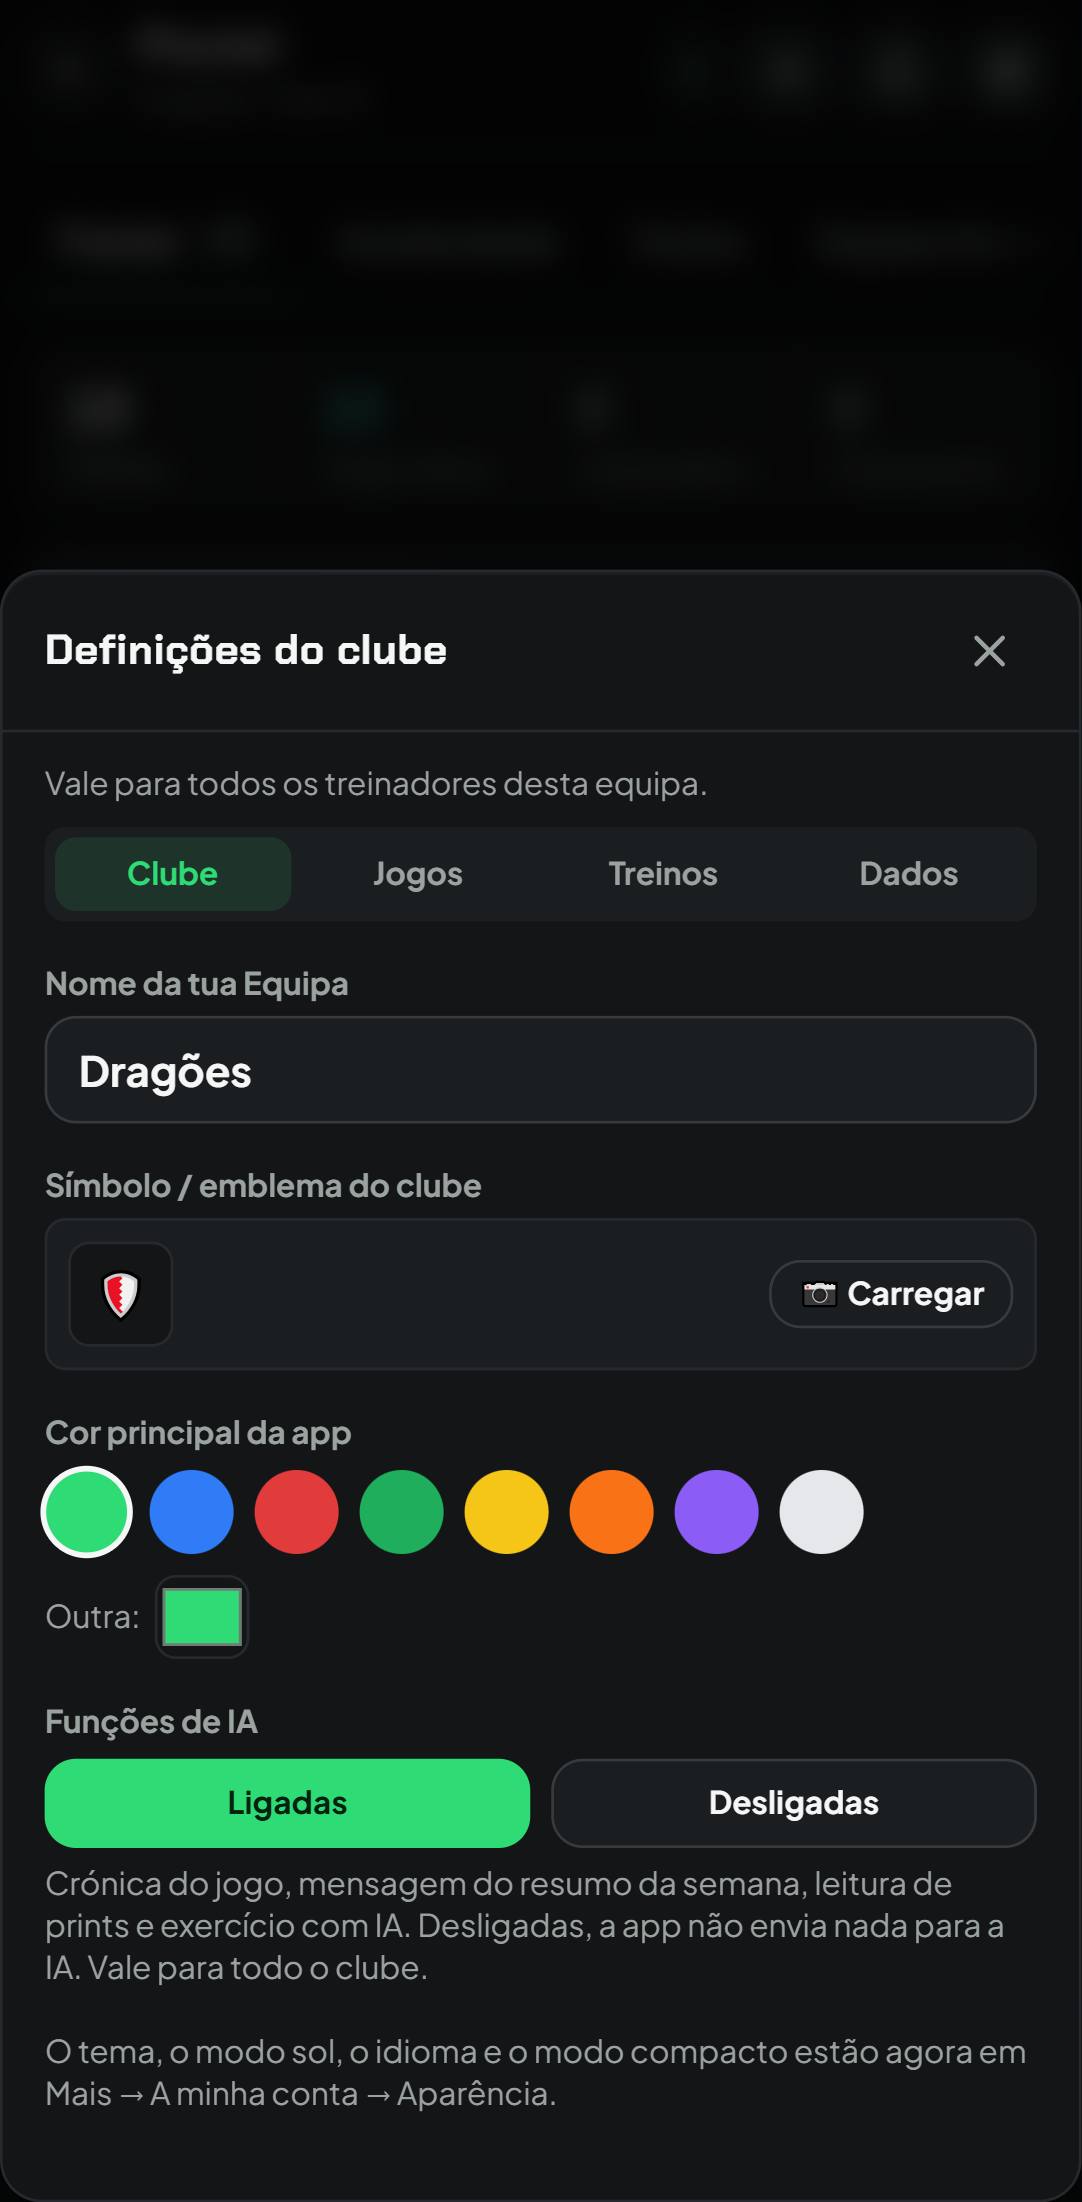 Definições do clube
Vale para todos os treinadores desta equipa.
Clube Jogos Treinos Dados
Nome da tua Equipa
Dragões
Símbolo / emblema do clube
Carregar
Cor principal da app
Outra:
Funções de IA
Ligadas Desligadas
Crónica do jogo, mensagem do resumo da semana, leitura de
prints e exercício com IA. Desligadas, a app não envia nada para a
IA. Vale para todo o clube.
O tema, o modo sol, o idioma e o modo compacto estão agora em
Mais → A minha conta → Aparência.